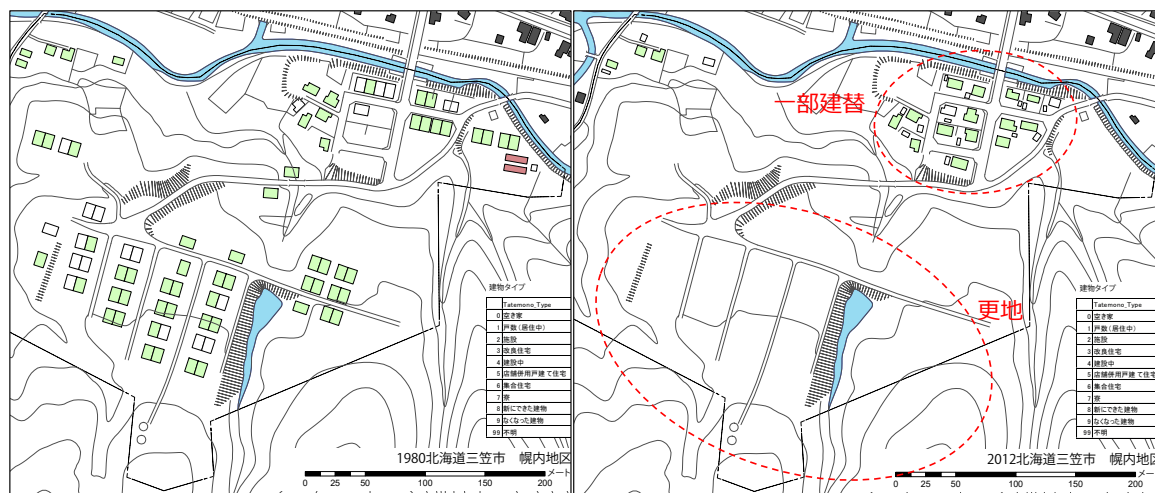 建物タイプ
Tatemono_Type
0 空き家
1 戸数(居住中)
2 施設
3 改良住宅
4 建設中
5 店舗併用戸建て住宅
6 集合住宅
7 寮
8 新にできた建物
9 なくなった建物
99 不明
1980北海道三笠市 幌内地区
メート
0 25 50 100 150 200
一部建替
更地
建物タイプ
Tatemono_Type
0 空き家
1 戸数(居住中)
2 施設
3 改良住宅
4 建設中
5 店舗併用戸建て住宅
6 集合住宅
7 寮
8 新にできた建物
9 なくなった建物
99 不明
2012北海道三笠市 幌内地区
メート
0 25 50 100 150 200